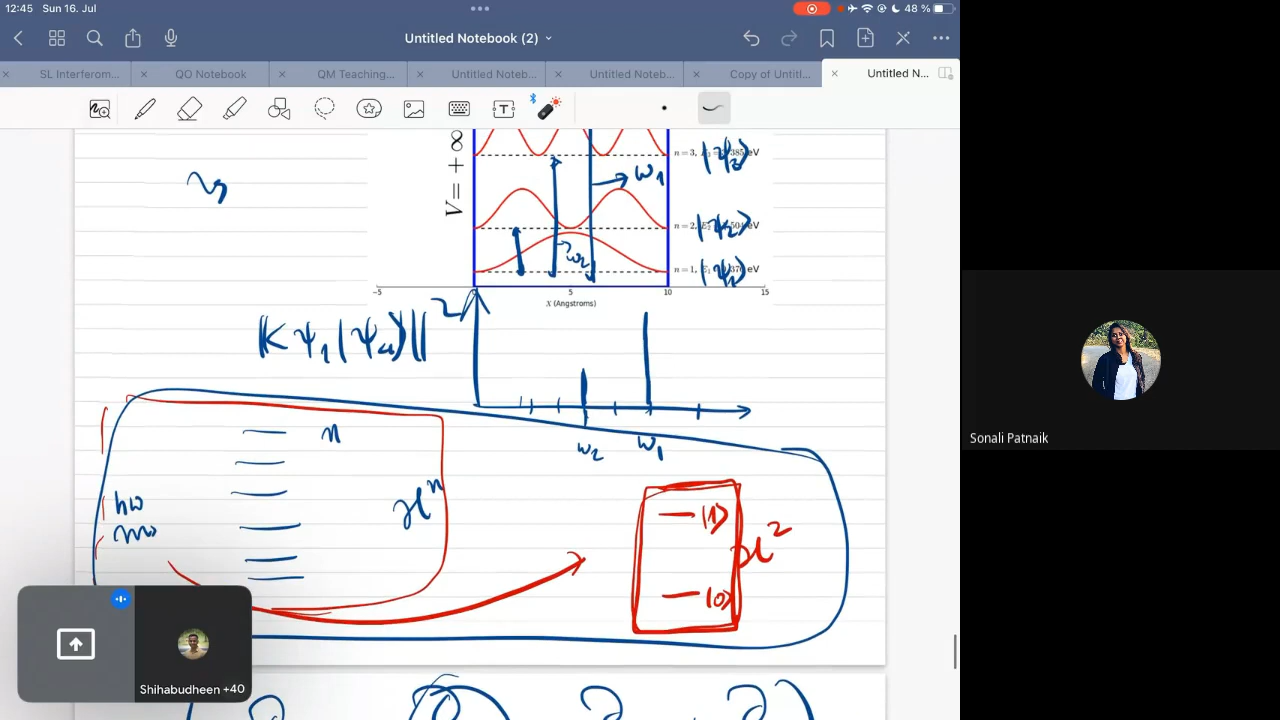 12:45 Sun 16. Jul
48 %
Untitled Notebook (2)
SL Interferom...
QO Notebook
QM Teaching...
Untitled Noteb...
Untitled Noteb...
Copy of Untitl...
Untitled N...
V = + ∞
n = 3,
eV |ψ3⟩
ω1
n = 2,
eV |ψ2⟩
ω2
n = 1,
eV |ψ1⟩
-5
5
10
15
X (Angstroms)
|⟨ψ1|ψ2⟩|²
ω2
ω1
n
ℋⁿ
ħω
|1⟩
ℋ²
|0⟩
Shihabudheen +40
Sonali Patnaik